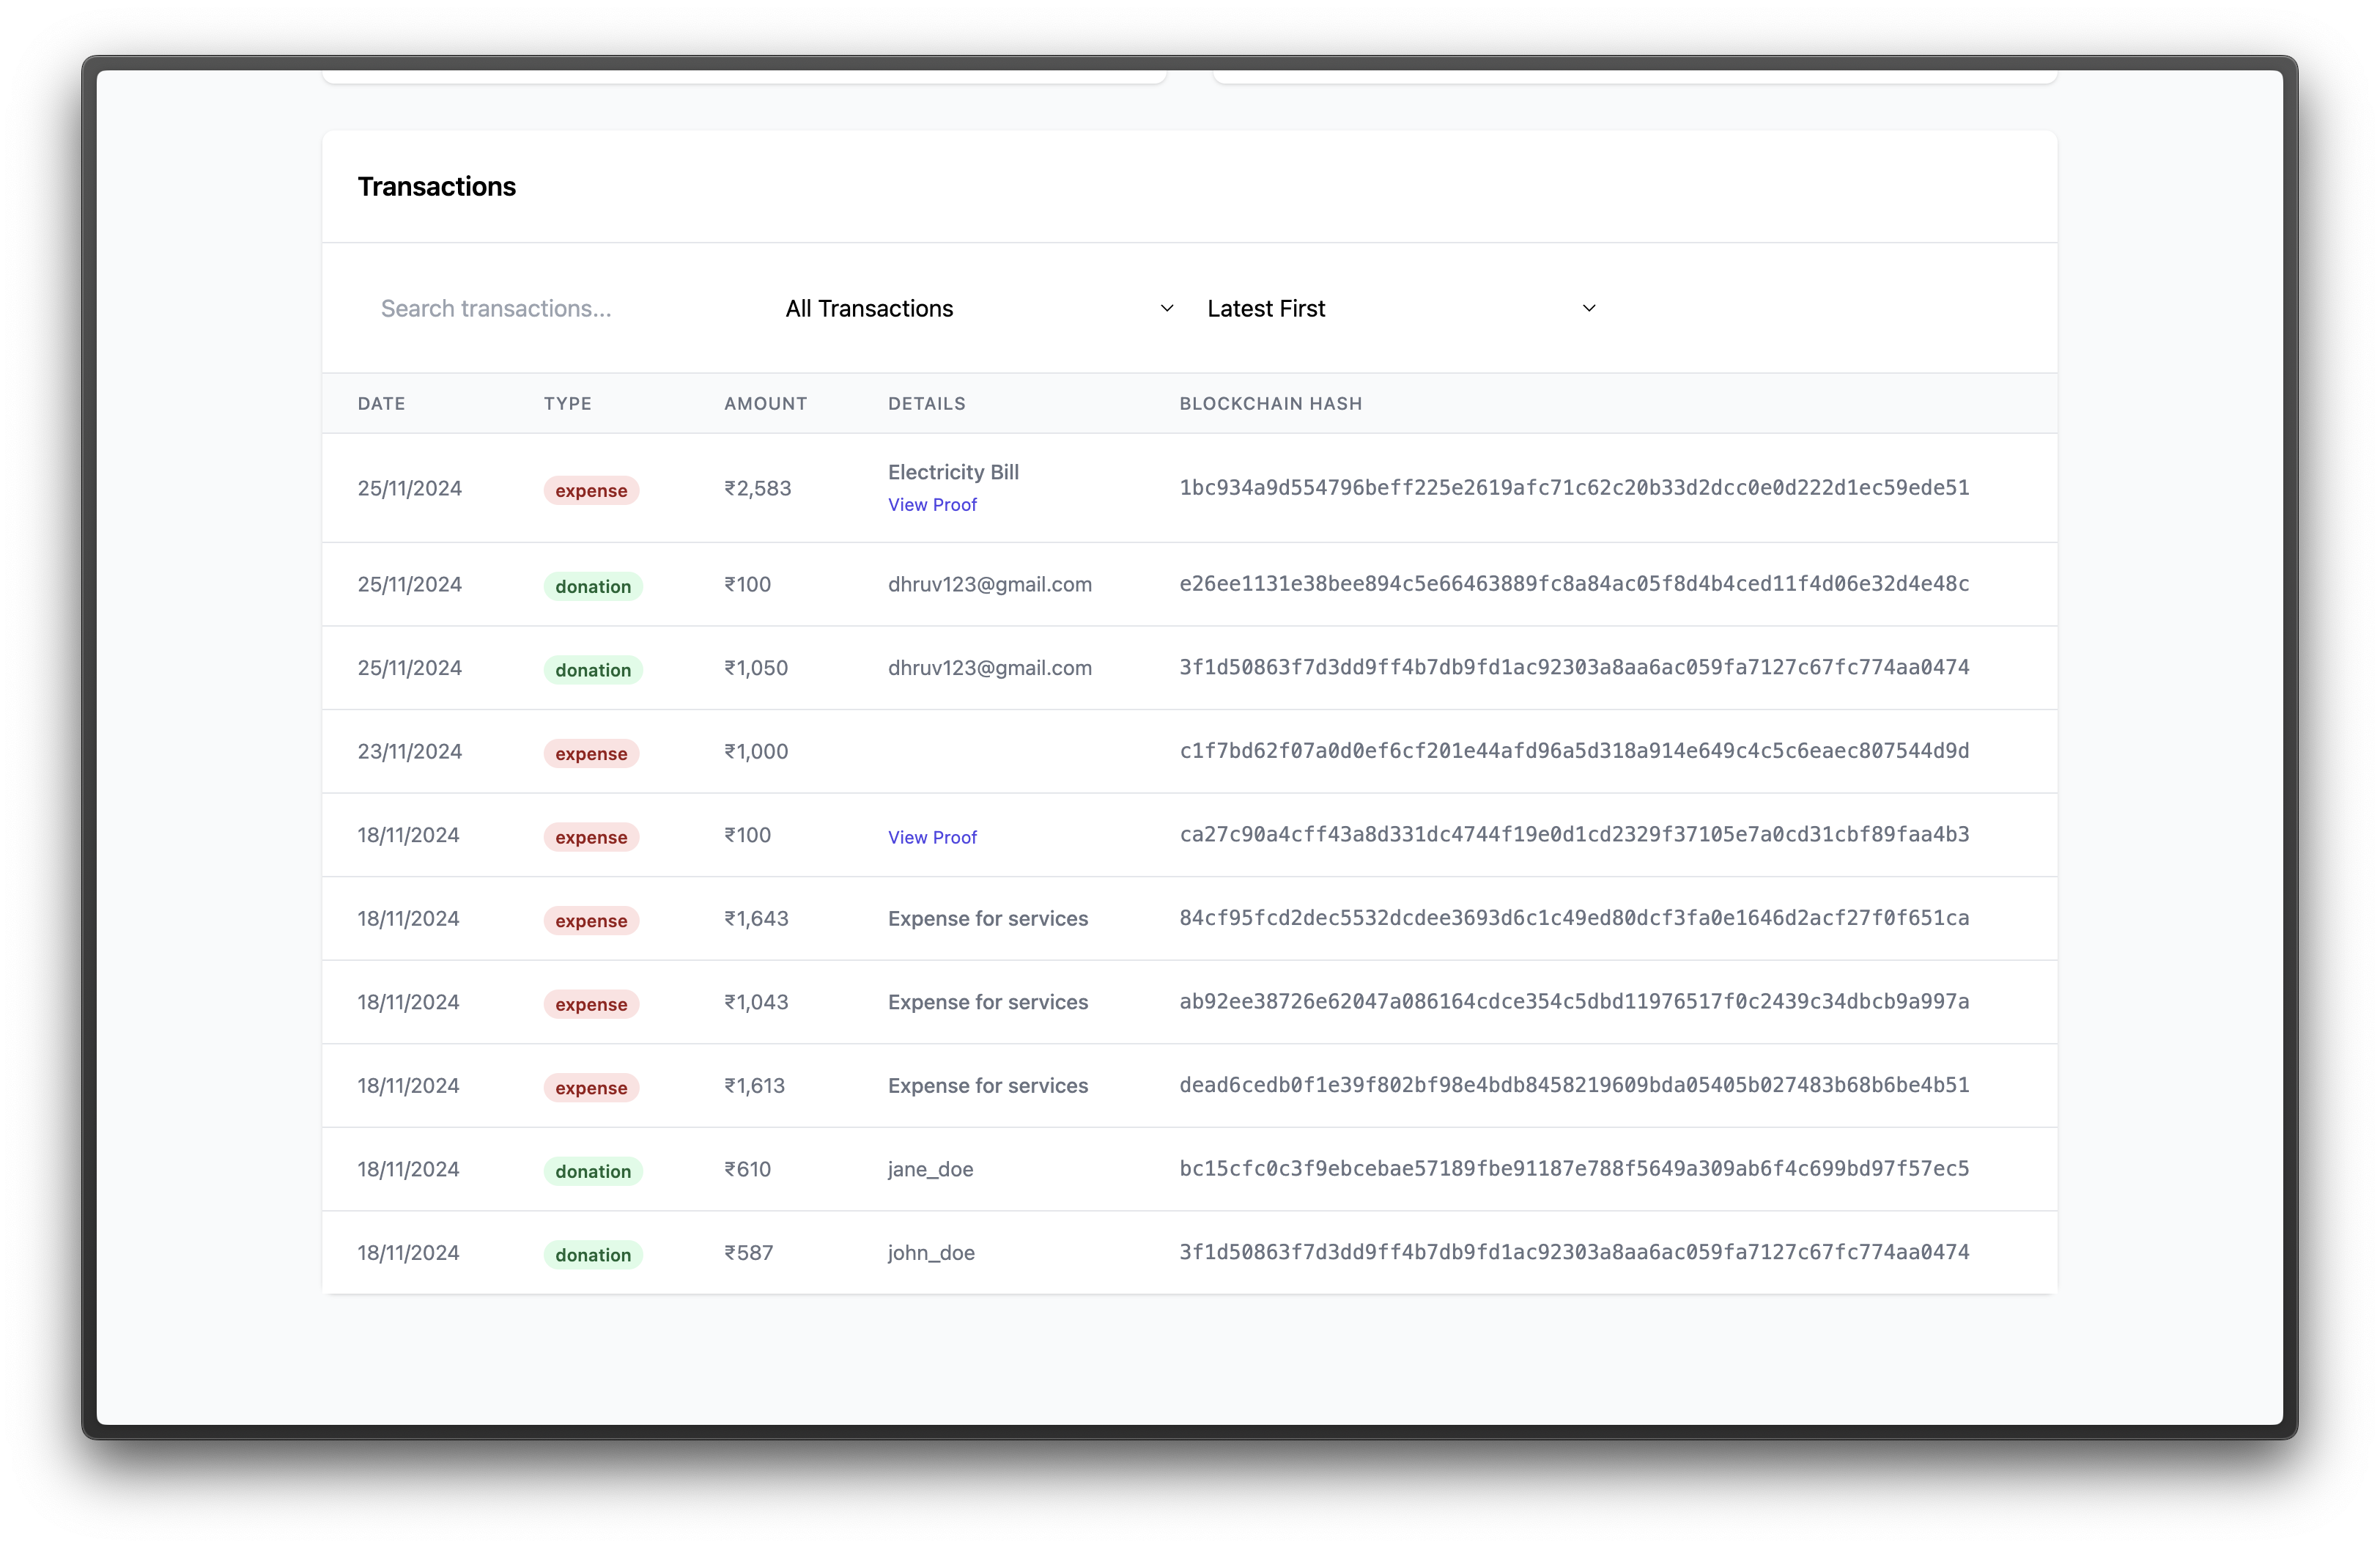 Transactions
Search transactions... All Transactions Latest First
DATE TYPE AMOUNT DETAILS BLOCKCHAIN HASH
25/11/2024 expense ₹2,583 Electricity Bill 1bc934a9d554796beff225e2619afc71c62c20b33d2dcc0e0d222d1ec59ede51
View Proof
25/11/2024 donation ₹100 dhruv123@gmail.com e26ee1131e38bee894c5e66463889fc8a84ac05f8d4b4ced11f4d06e32d4e48c
25/11/2024 donation ₹1,050 dhruv123@gmail.com 3f1d50863f7d3dd9ff4b7db9fd1ac92303a8aa6ac059fa7127c67fc774aa0474
23/11/2024 expense ₹1,000 c1f7bd62f07a0d0ef6cf201e44afd96a5d318a914e649c4c5c6eaec807544d9d
18/11/2024 expense ₹100 View Proof ca27c90a4cff43a8d331dc4744f19e0d1cd2329f37105e7a0cd31cbf89faa4b3
18/11/2024 expense ₹1,643 Expense for services 84cf95fcd2dec5532dcdee3693d6c1c49ed80dcf3fa0e1646d2acf27f0f651ca
18/11/2024 expense ₹1,043 Expense for services ab92ee38726e62047a086164cdce354c5dbd11976517f0c2439c34dbcb9a997a
18/11/2024 expense ₹1,613 Expense for services dead6cedb0f1e39f802bf98e4bdb8458219609bda05405b027483b68b6be4b51
18/11/2024 donation ₹610 jane_doe bc15cfc0c3f9ebcebae57189fbe91187e788f5649a309ab6f4c699bd97f57ec5
18/11/2024 donation ₹587 john_doe 3f1d50863f7d3dd9ff4b7db9fd1ac92303a8aa6ac059fa7127c67fc774aa0474